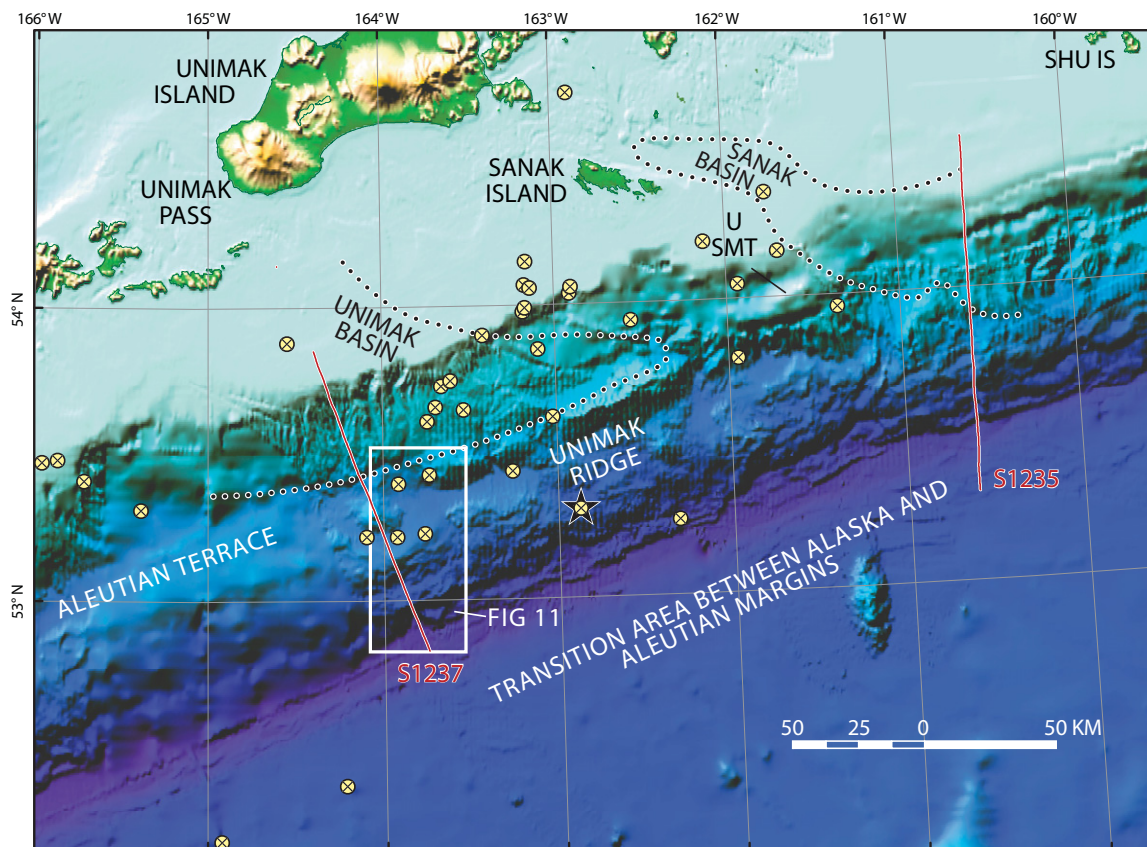 166°W
165°W
164°W
163°W
162°W
161°W
160°W
UNIMAK
ISLAND
SHU IS
SANAK
ISLAND
SANAK
BASIN
UNIMAK
PASS
U
SMT
54°N
54°N
UNIMAK
BASIN
UNIMAK
RIDGE
S1235
ALEUTIAN TERRACE
53°N
53°N
FIG 11
TRANSITION AREA BETWEEN ALASKA AND
ALEUTIAN MARGINS
S1237
50 25 0 50 KM